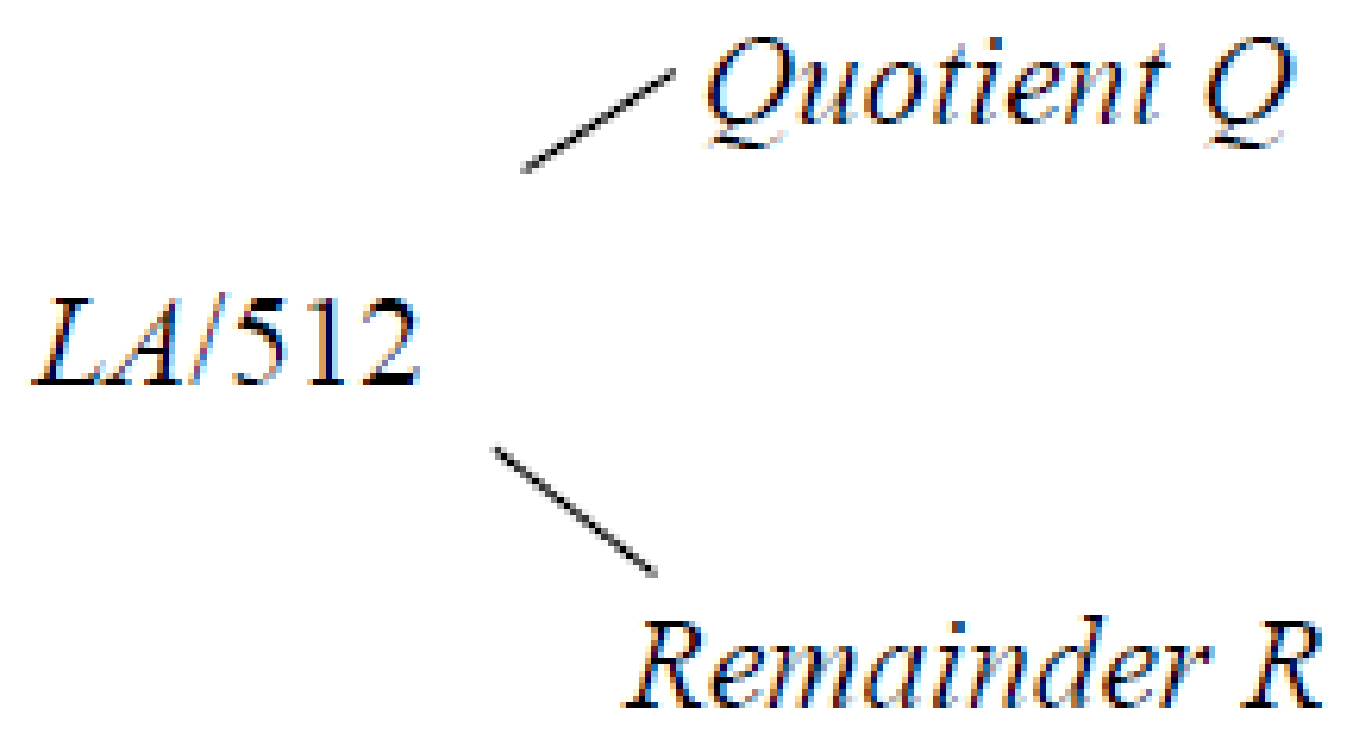 Quotient Q
LA/512
Remainder R